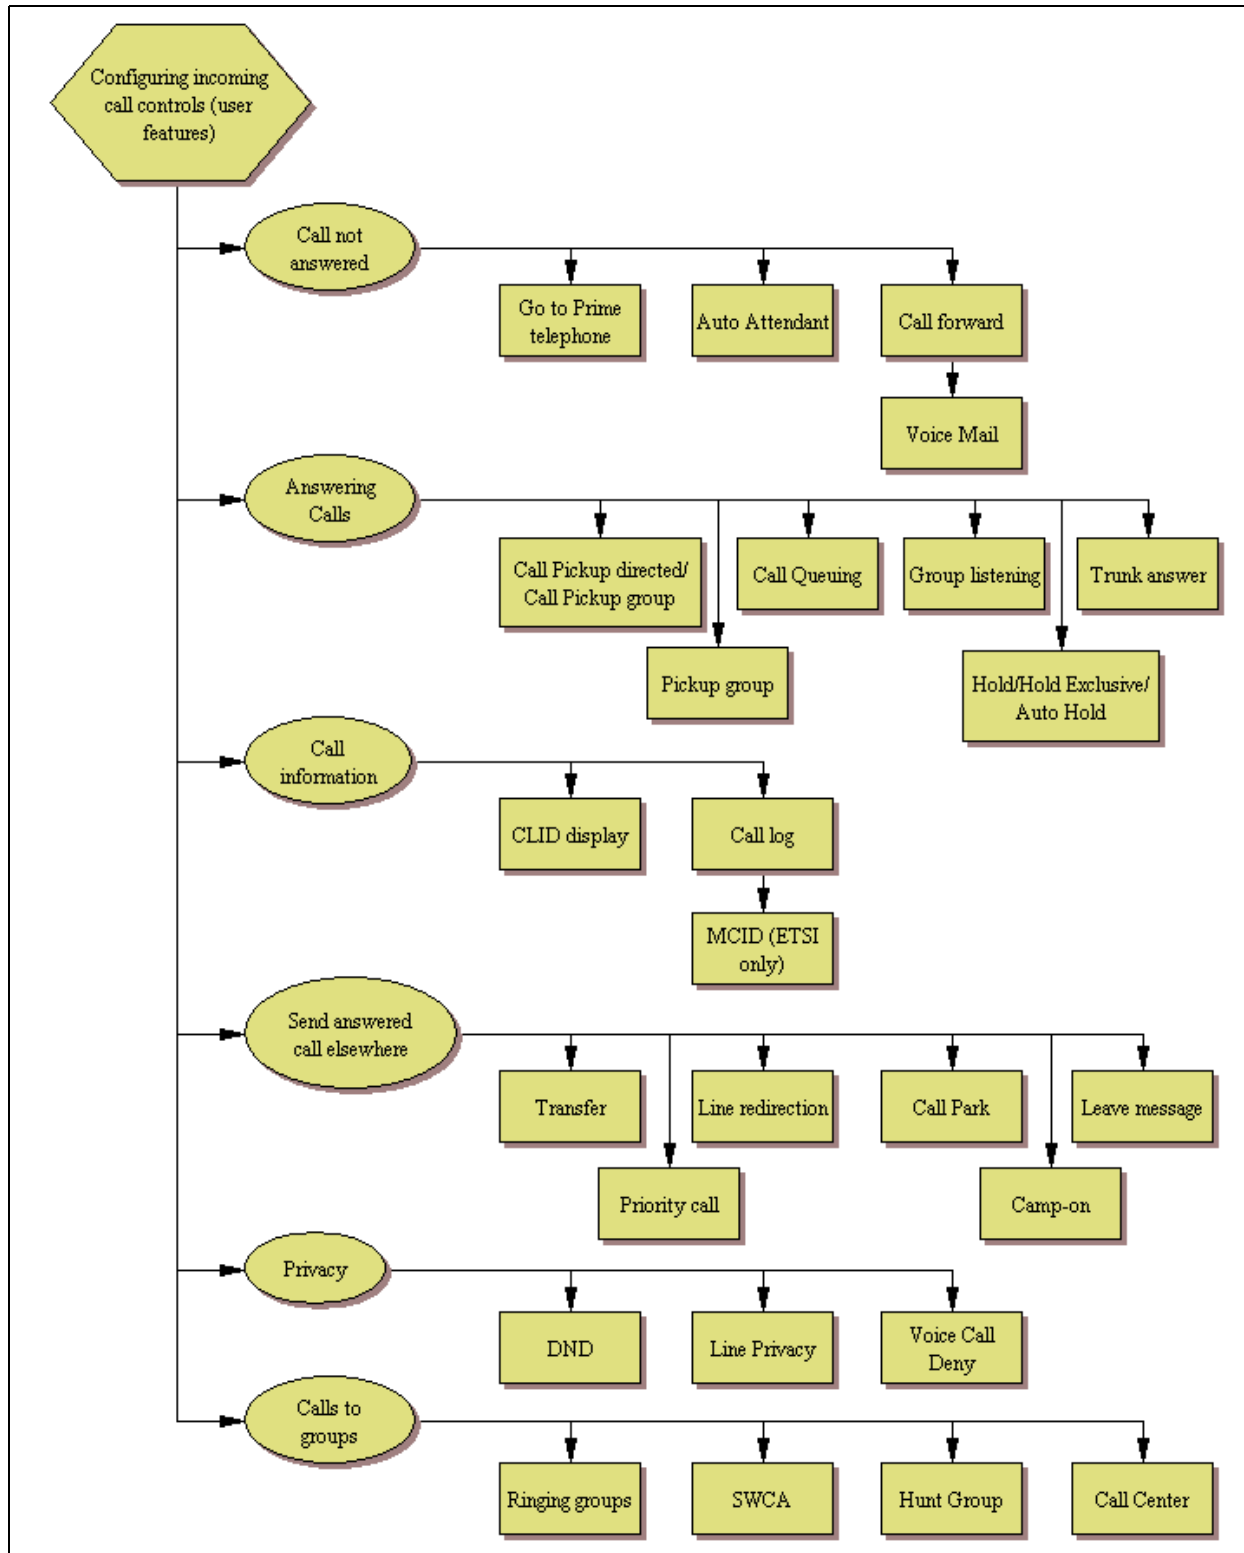 Configuring incoming
call controls (user
features)
Call not
answered
Go to Prime
telephone
Auto Attendant
Call forward
Voice Mail
Answering
Calls
Call Pickup directed/
Call Pickup group
Call Queuing
Group listening
Trunk answer
Pickup group
Hold/Hold Exclusive/
Auto Hold
Call
information
CLID display
Call log
MCID (ETSI
only)
Send answered
call elsewhere
Transfer
Line redirection
Call Park
Leave message
Priority call
Camp-on
Privacy
DND
Line Privacy
Voice Call
Deny
Calls to
groups
Ringing groups
SWCA
Hunt Group
Call Center